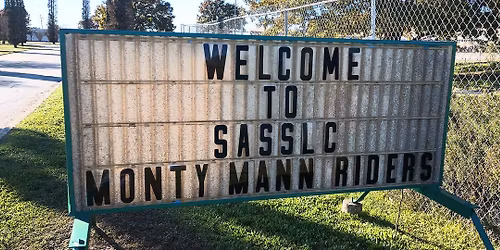 WELCOME
TO
SASSLC
MONTY MANN RIDERS